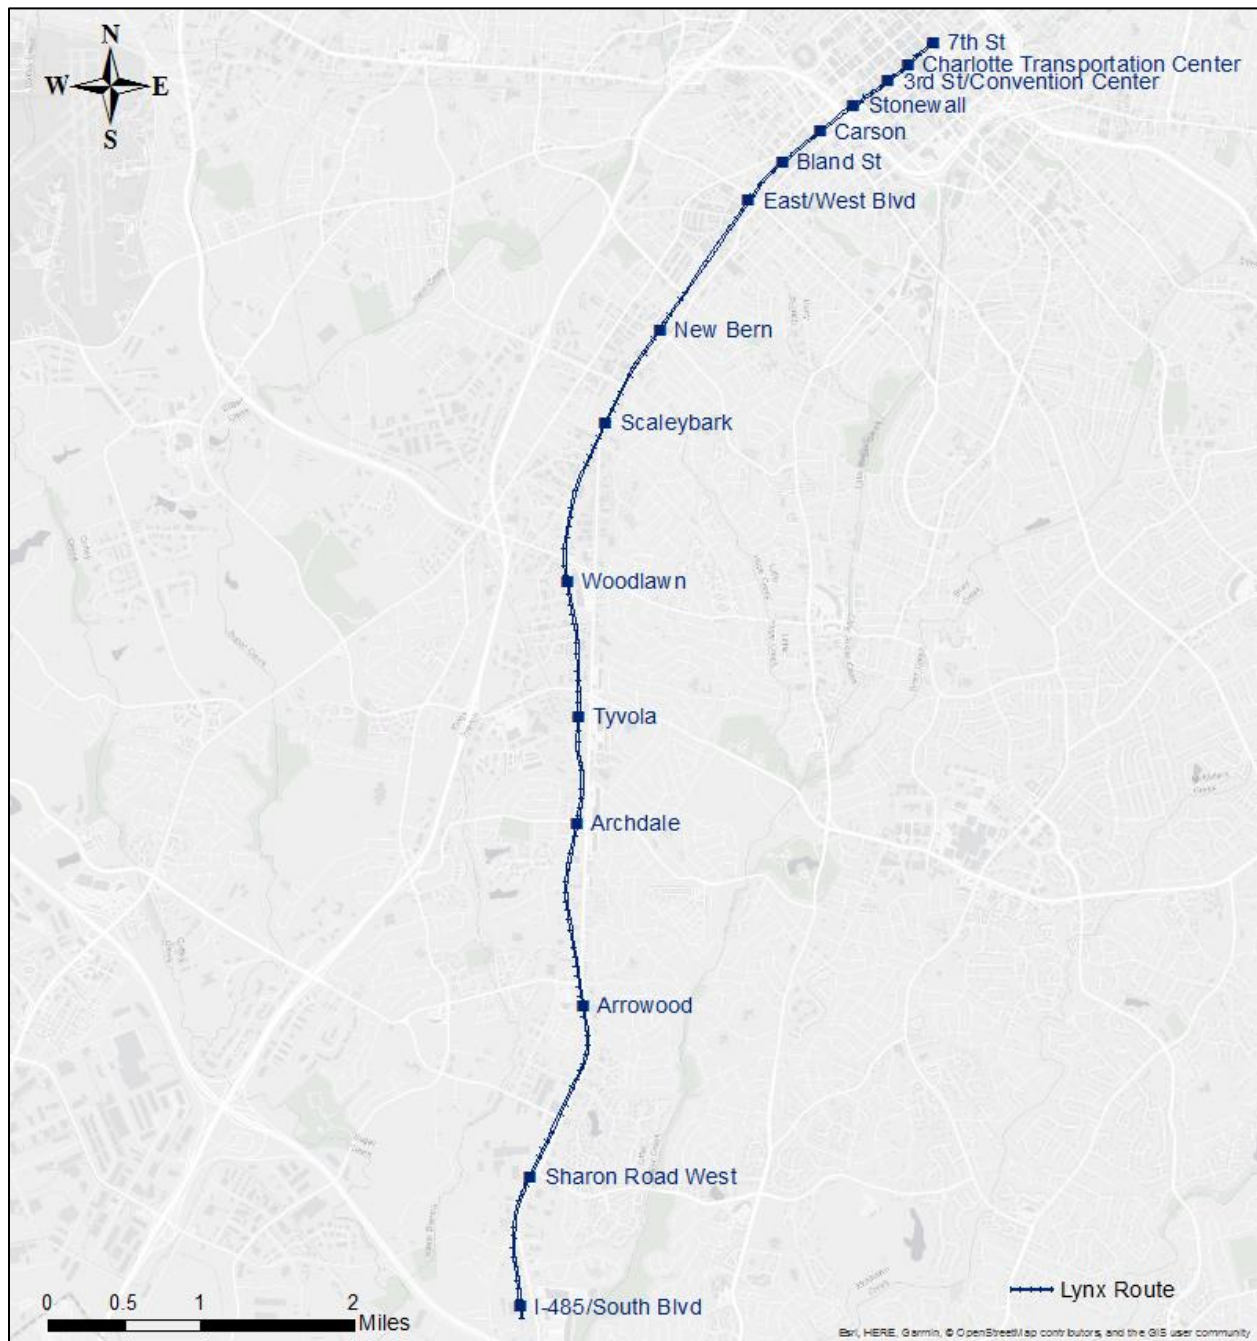 N
W E
S
7th St
Charlotte Transportation Center
3rd St/Convention Center
Stonewall
Carson
Bland St
East/West Blvd
New Bern
Scaleybark
Woodlawn
Tyvola
Archdale
Arrowood
Sharon Road West
I-485/South Blvd
0 0.5 1 2
Miles
Lynx Route
Esri, HERE, Garmin, © OpenStreetMap contributors, and the GIS user community